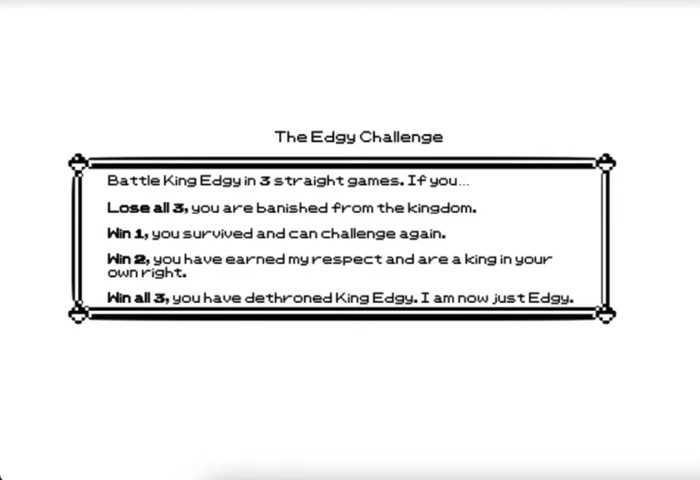 The Edgy Challenge
Battle King Edgy in 3 straight games. If you...
Lose all 3, you are banished from the kingdom.
Win 1, you survived and can challenge again.
Win 2, you have earned my respect and are a king in your
own right.
Win all 3, you have dethroned King Edgy. I am now just Edgy.